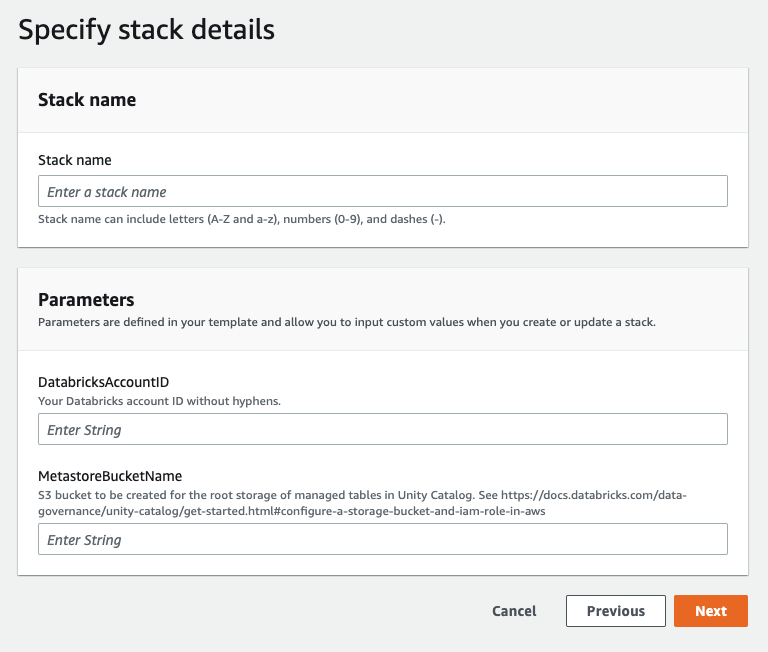 Specify stack details
Stack name
Stack name
Enter a stack name
Stack name can include letters (A-Z and a-z), numbers (0-9), and dashes (-).
Parameters
Parameters are defined in your template and allow you to input custom values when you create or update a stack.
DatabricksAccountID
Your Databricks account ID without hyphens.
Enter String
MetastoreBucketName
S3 bucket to be created for the root storage of managed tables in Unity Catalog. See https://docs.databricks.com/data-
governance/unity-catalog/get-started.html#configure-a-storage-bucket-and-iam-role-in-aws
Enter String
Cancel Previous Next